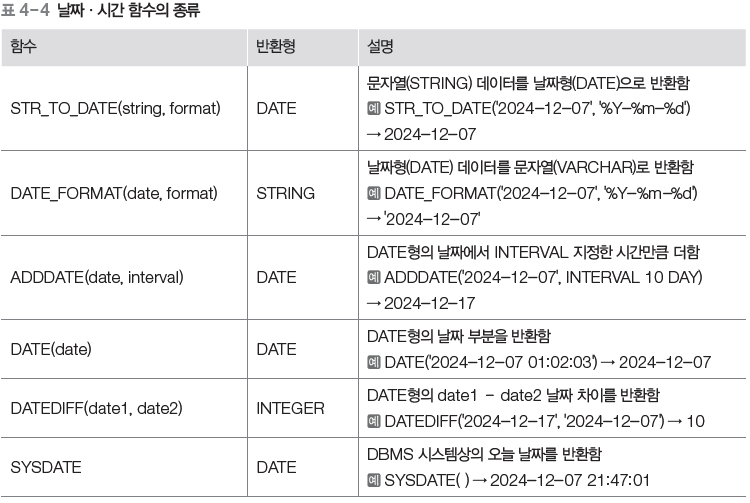 표 4-4 날짜 · 시간 함수의 종류
함수 반환형 설명
문자열(STRING) 데이터를 날짜형(DATE)으로 반환함
STR_TO_DATE(string, format) DATE 예 STR_TO_DATE('2024-12-07', '%Y-%m-%d')
→ 2024-12-07
날짜형(DATE) 데이터를 문자열(VARCHAR)로 반환함
DATE_FORMAT(date, format) STRING 예 DATE_FORMAT('2024-12-07', '%Y-%m-%d')
→ '2024-12-07'
DATE형의 날짜에서 INTERVAL 지정한 시간만큼 더함
ADDDATE(date, interval) DATE 예 ADDDATE('2024-12-07', INTERVAL 10 DAY)
→ 2024-12-17
DATE형의 날짜 부분을 반환함
DATE(date) DATE 예 DATE('2024-12-07 01:02:03') → 2024-12-07
DATE형의 date1 - date2 날짜 차이를 반환함
DATEDIFF(date1, date2) INTEGER 예 DATEDIFF('2024-12-17', '2024-12-07') → 10
DBMS 시스템상의 오늘 날짜를 반환함
SYSDATE DATE 예 SYSDATE( ) → 2024-12-07 21:47:01